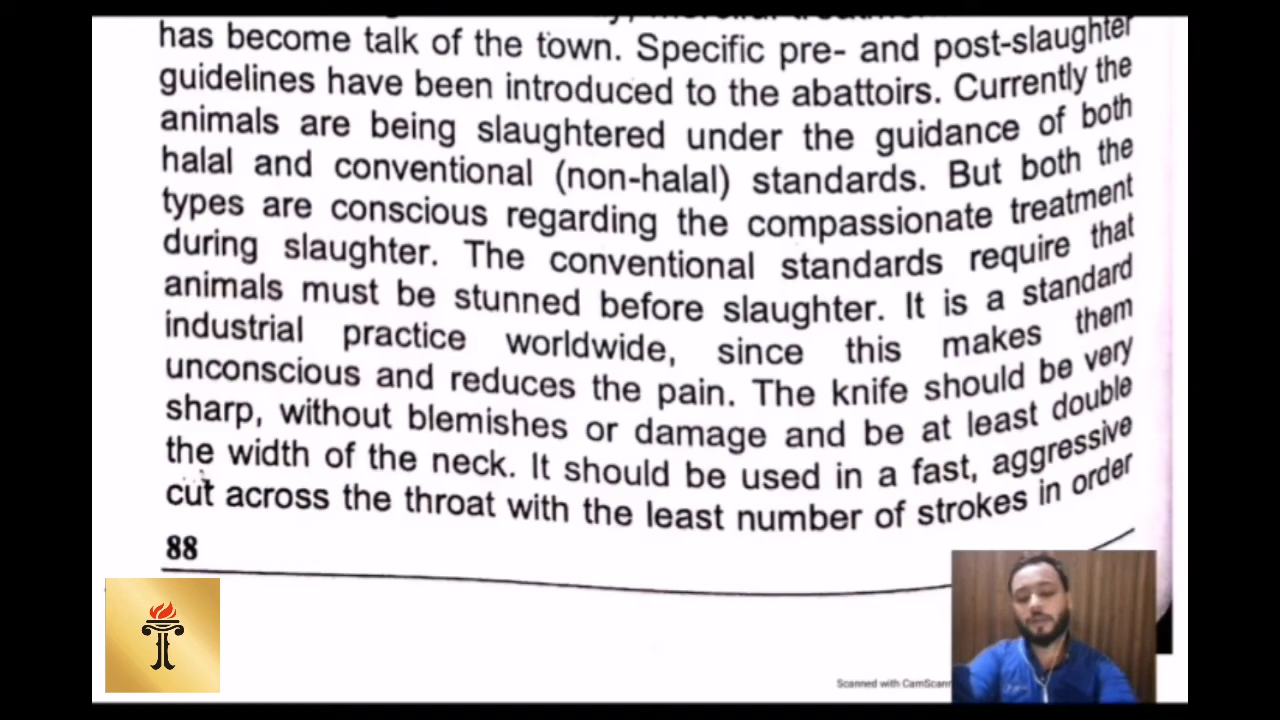 has become talk of the town. Specific pre- and post-slaughter
guidelines have been introduced to the abattoirs. Currently the
animals are being slaughtered under the guidance of both
halal and conventional (non-halal) standards. But both the
types are conscious regarding the compassionate treatment
during slaughter. The conventional standards require that
animals must be stunned before slaughter. It is a standard
industrial practice worldwide, since this makes them
unconscious and reduces the pain. The knife should be very
sharp, without blemishes or damage and be at least double
the width of the neck. It should be used in a fast, aggressive
cut across the throat with the least number of strokes in order
88
Scanned with